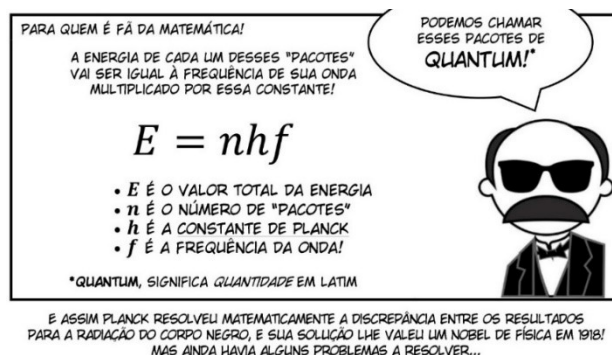 PARA QUEM É FÃ DA MATEMÁTICA!
A ENERGIA DE CADA UM DESSES "PACOTES"
VAI SER IGUAL À FREQUÊNCIA DE SUA ONDA
MULTIPLICADO POR ESSA CONSTANTE!
PODEMOS CHAMAR
ESSES PACOTES DE
QUANTUM!*
E = nhf
• E É O VALOR TOTAL DA ENERGIA
• n É O NÚMERO DE "PACOTES"
• h É A CONSTANTE DE PLANCK
• f É A FREQUÊNCIA DA ONDA!
*QUANTUM, SIGNIFICA QUANTIDADE EM LATIM
E ASSIM PLANCK RESOLVEU MATEMATICAMENTE A DISCREPÂNCIA ENTRE OS RESULTADOS
PARA A RADIAÇÃO DO CORPO NEGRO, E SUA SOLUÇÃO LHE VALEU UM NOBEL DE FÍSICA EM 1918!
MAS AINDA HAVIA ALGUNS PROBLEMAS A RESOLVER...